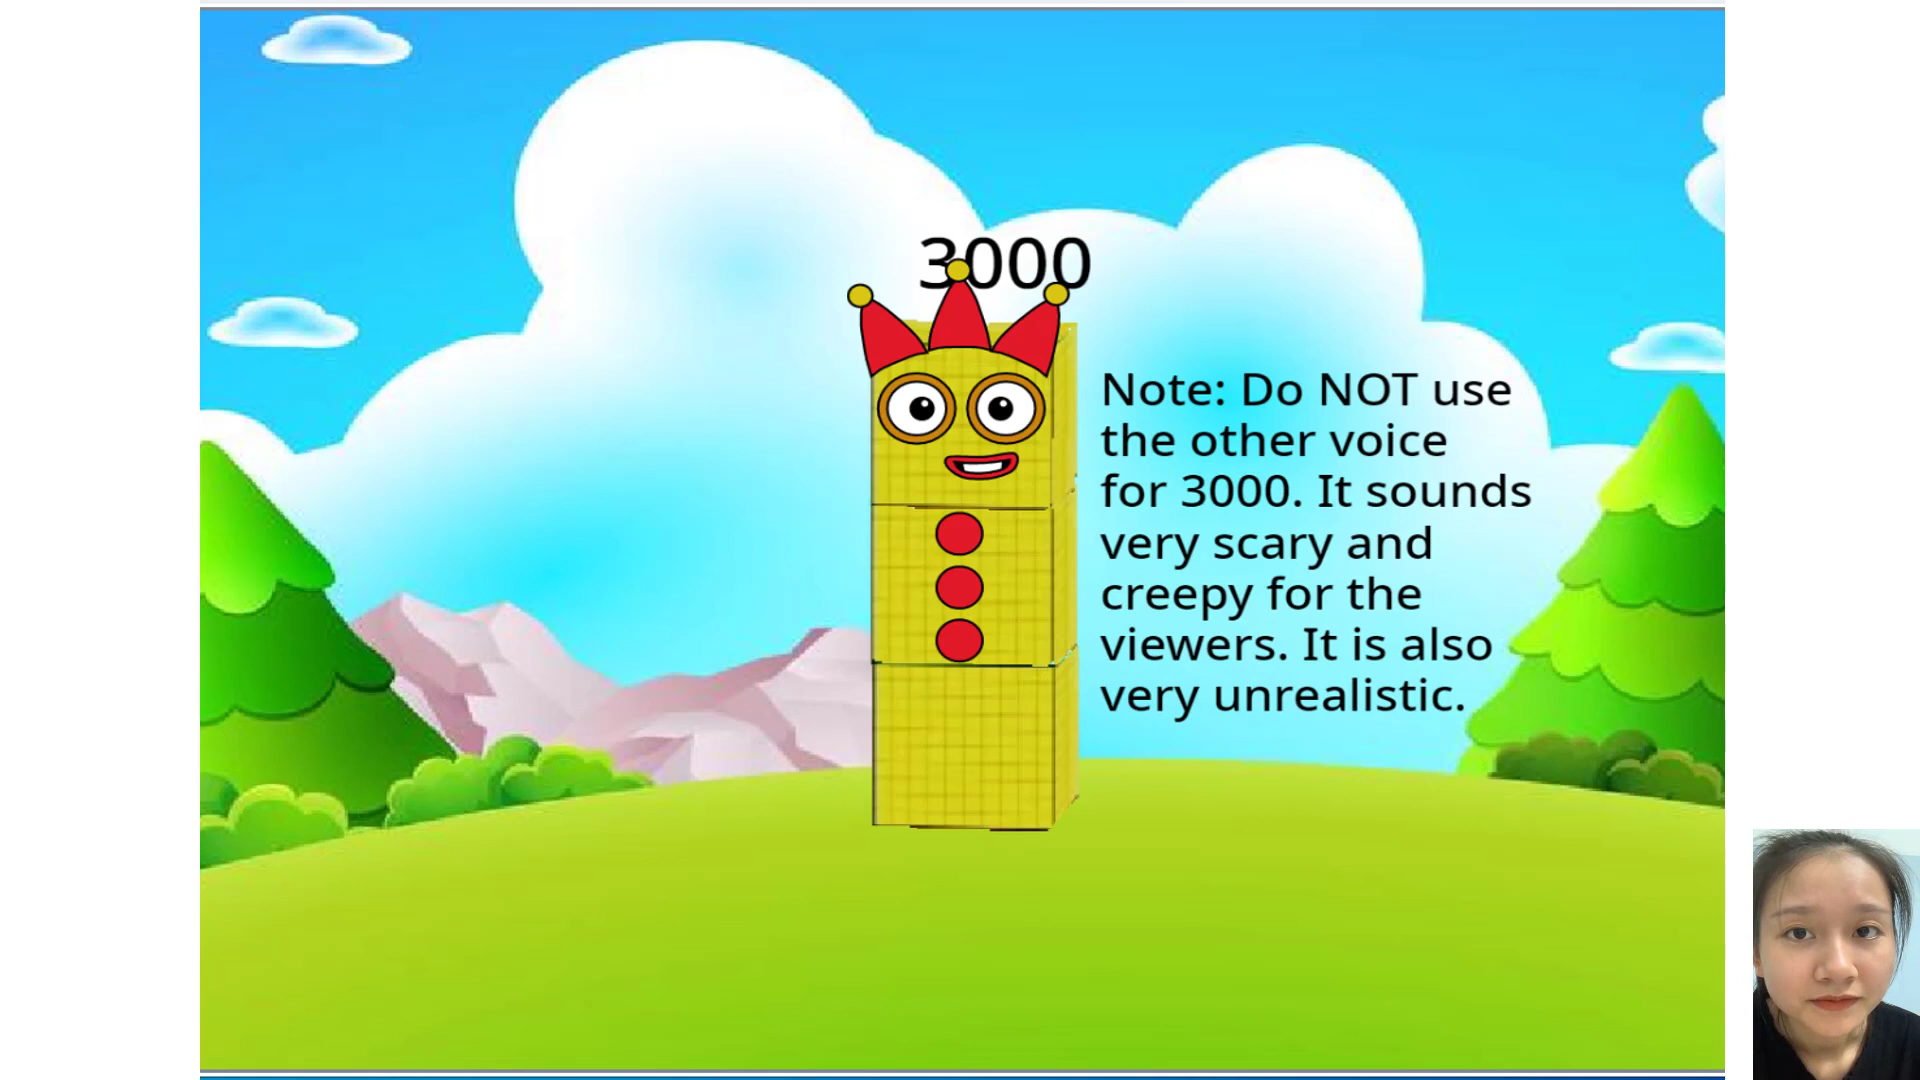 3000
Note: Do NOT use
the other voice
for 3000. It sounds
very scary and
creepy for the
viewers. It is also
very unrealistic.